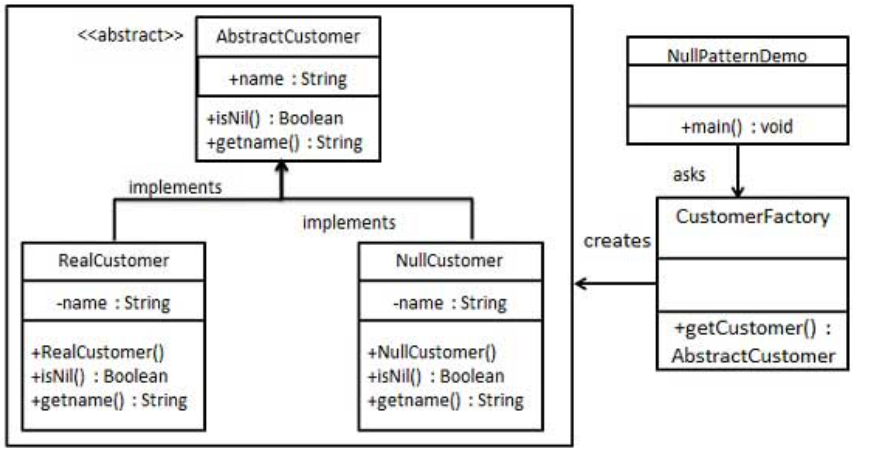 <<abstract>>
AbstractCustomer
+name : String
+isNil() : Boolean
+getname() : String
implements
implements
RealCustomer
-name : String
+RealCustomer()
+isNil() : Boolean
+getname() : String
NullCustomer
-name : String
+NullCustomer()
+isNil() : Boolean
+getname() : String
NullPatternDemo
+main() : void
asks
creates
CustomerFactory
+getCustomer() :
AbstractCustomer